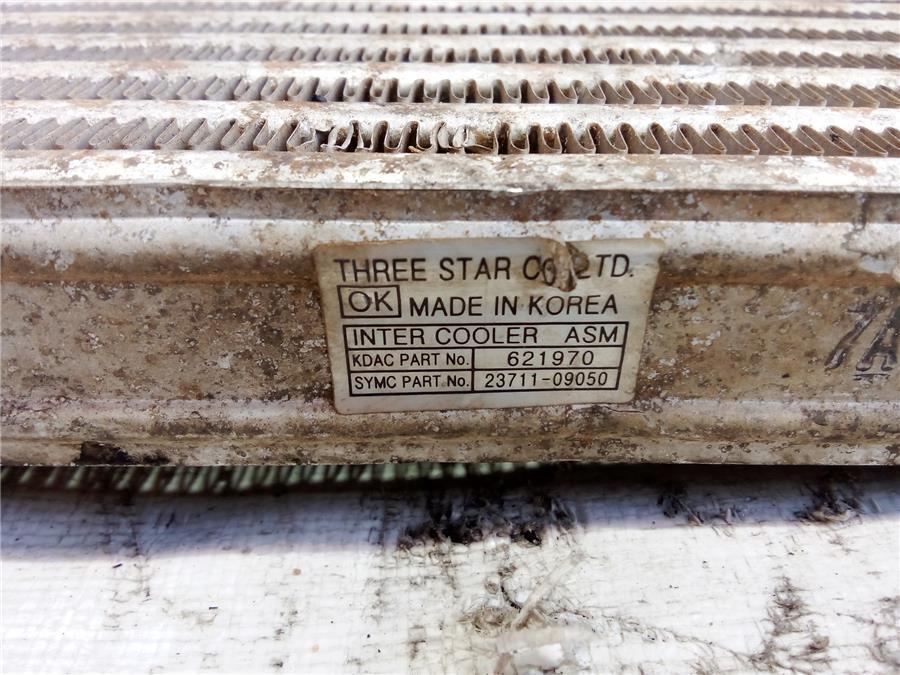 THREE STAR CO., LTD.
OK MADE IN KOREA
INTER COOLER ASM
KDAC PART No. 621970
SYMC PART No. 23711-09050
7A